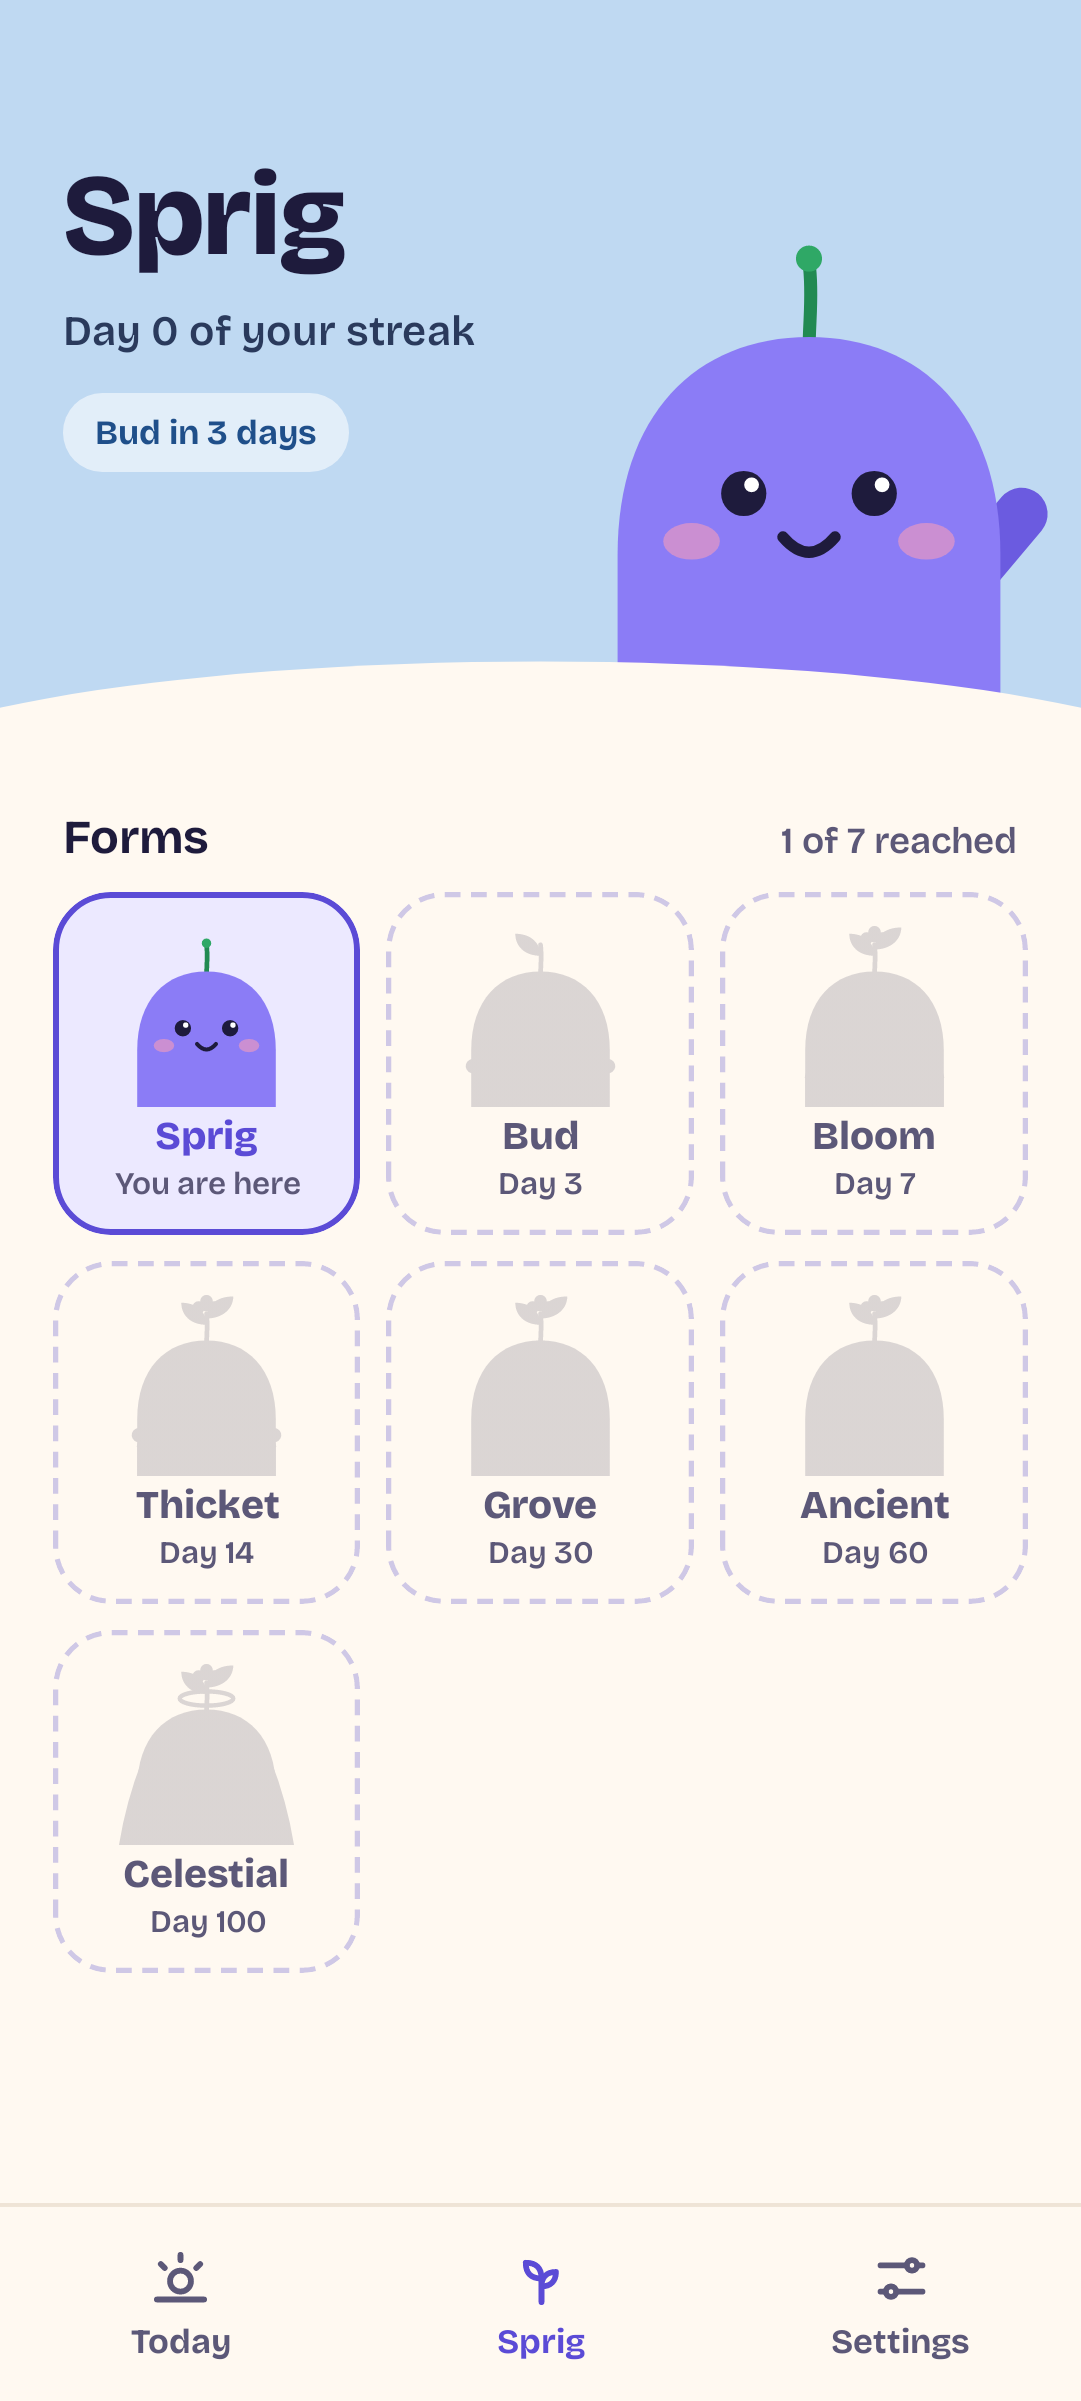 Sprig
Day 0 of your streak
Bud in 3 days
Forms
1 of 7 reached
Sprig
You are here
Bud
Day 3
Bloom
Day 7
Thicket
Day 14
Grove
Day 30
Ancient
Day 60
Celestial
Day 100
Today
Sprig
Settings